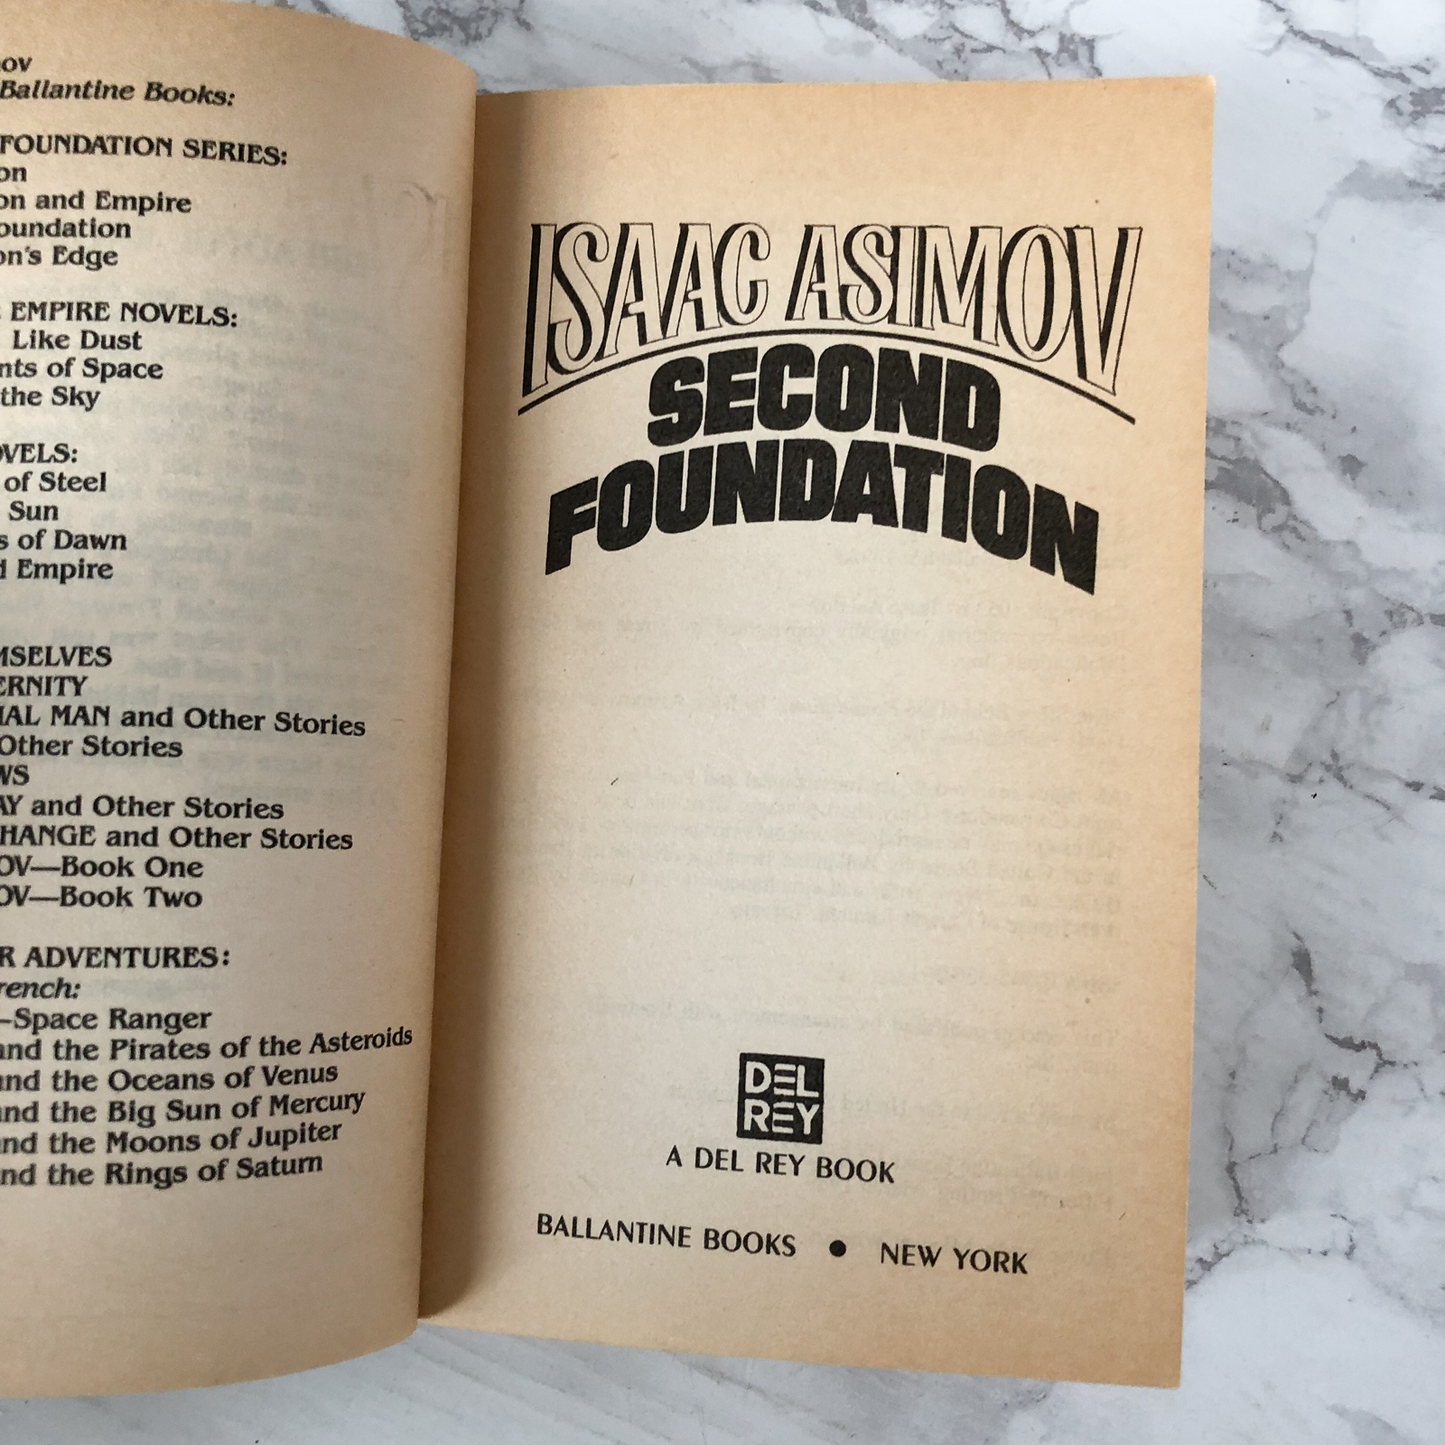 ov
Ballantine Books:
FOUNDATION SERIES:
on
on and Empire
oundation
on's Edge
EMPIRE NOVELS:
Like Dust
nts of Space
the Sky
OVELS:
of Steel
Sun
s of Dawn
d Empire
MSELVES
ERNITY
IAL MAN and Other Stories
Other Stories
WS
AY and Other Stories
HANGE and Other Stories
OV—Book One
OV—Book Two
R ADVENTURES:
rench:
—Space Ranger
and the Pirates of the Asteroids
and the Oceans of Venus
and the Big Sun of Mercury
and the Moons of Jupiter
nd the Rings of Saturn
ISAAC ASIMOV
SECOND
FOUNDATION
DEL
REY
A DEL REY BOOK
BALLANTINE BOOKS ● NEW YORK